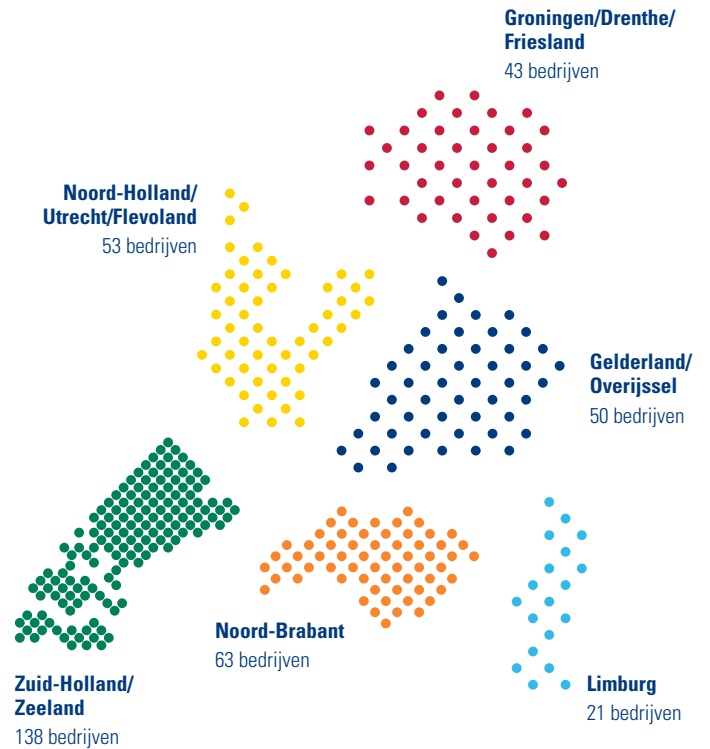 Groningen/Drenthe/
Friesland
43 bedrijven
Noord-Holland/
Utrecht/Flevoland
53 bedrijven
Gelderland/
Overijssel
50 bedrijven
Noord-Brabant
63 bedrijven
Zuid-Holland/
Zeeland
138 bedrijven
Limburg
21 bedrijven